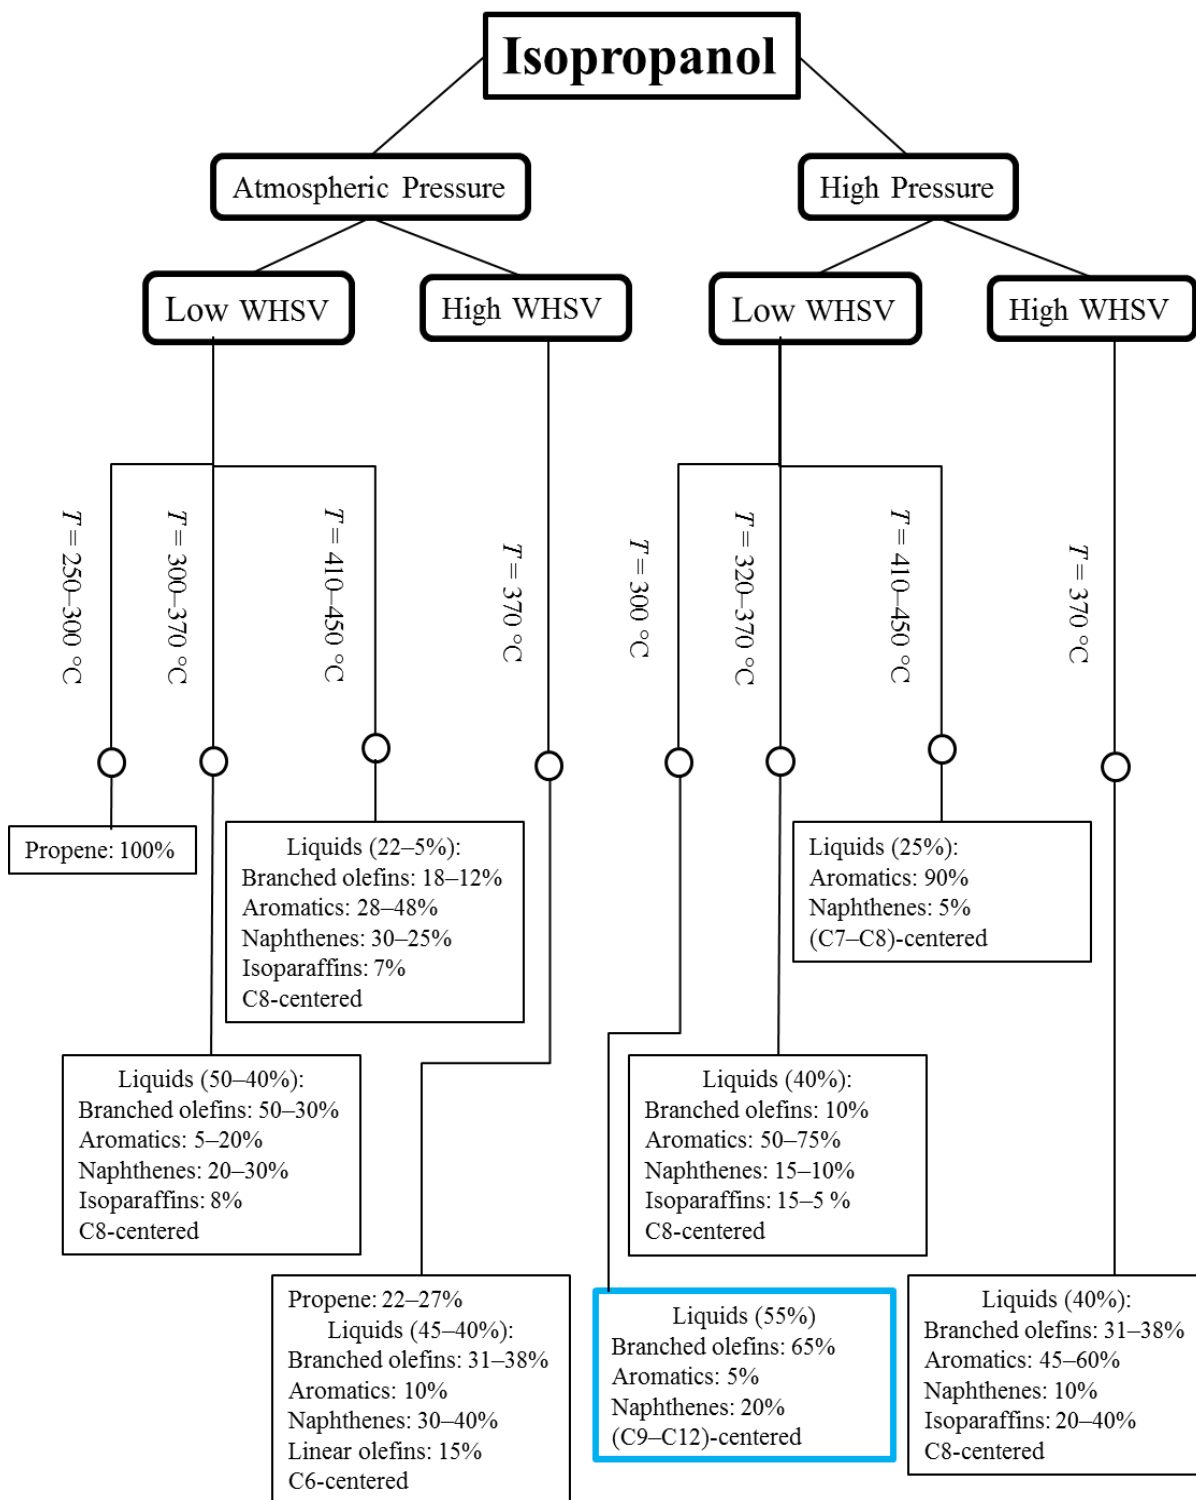 Isopropanol
Atmospheric Pressure
High Pressure
Low WHSV
High WHSV
Low WHSV
High WHSV
T = 250–300 °C
T = 300–370 °C
T = 410–450 °C
T = 370 °C
T = 300 °C
T = 320–370 °C
T = 410–450 °C
T = 370 °C
Propene: 100%
Liquids (22–5%):
Branched olefins: 18–12%
Aromatics: 28–48%
Naphthenes: 30–25%
Isoparaffins: 7%
C8-centered
Liquids (25%):
Aromatics: 90%
Naphthenes: 5%
(C7–C8)-centered
Liquids (50–40%):
Branched olefins: 50–30%
Aromatics: 5–20%
Naphthenes: 20–30%
Isoparaffins: 8%
C8-centered
Liquids (40%):
Branched olefins: 10%
Aromatics: 50–75%
Naphthenes: 15–10%
Isoparaffins: 15–5 %
C8-centered
Propene: 22–27%
Liquids (45–40%):
Branched olefins: 31–38%
Aromatics: 10%
Naphthenes: 30–40%
Linear olefins: 15%
C6-centered
Liquids (55%)
Branched olefins: 65%
Aromatics: 5%
Naphthenes: 20%
(C9–C12)-centered
Liquids (40%):
Branched olefins: 31–38%
Aromatics: 45–60%
Naphthenes: 10%
Isoparaffins: 20–40%
C8-centered